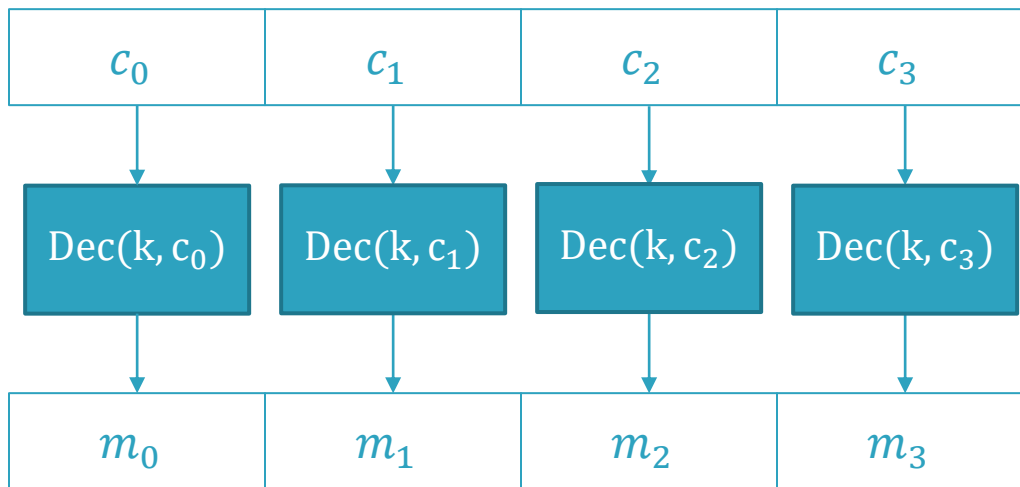 c₀ c₁ c₂ c₃
Dec(k, c₀) Dec(k, c₁) Dec(k, c₂) Dec(k, c₃)
m₀ m₁ m₂ m₃